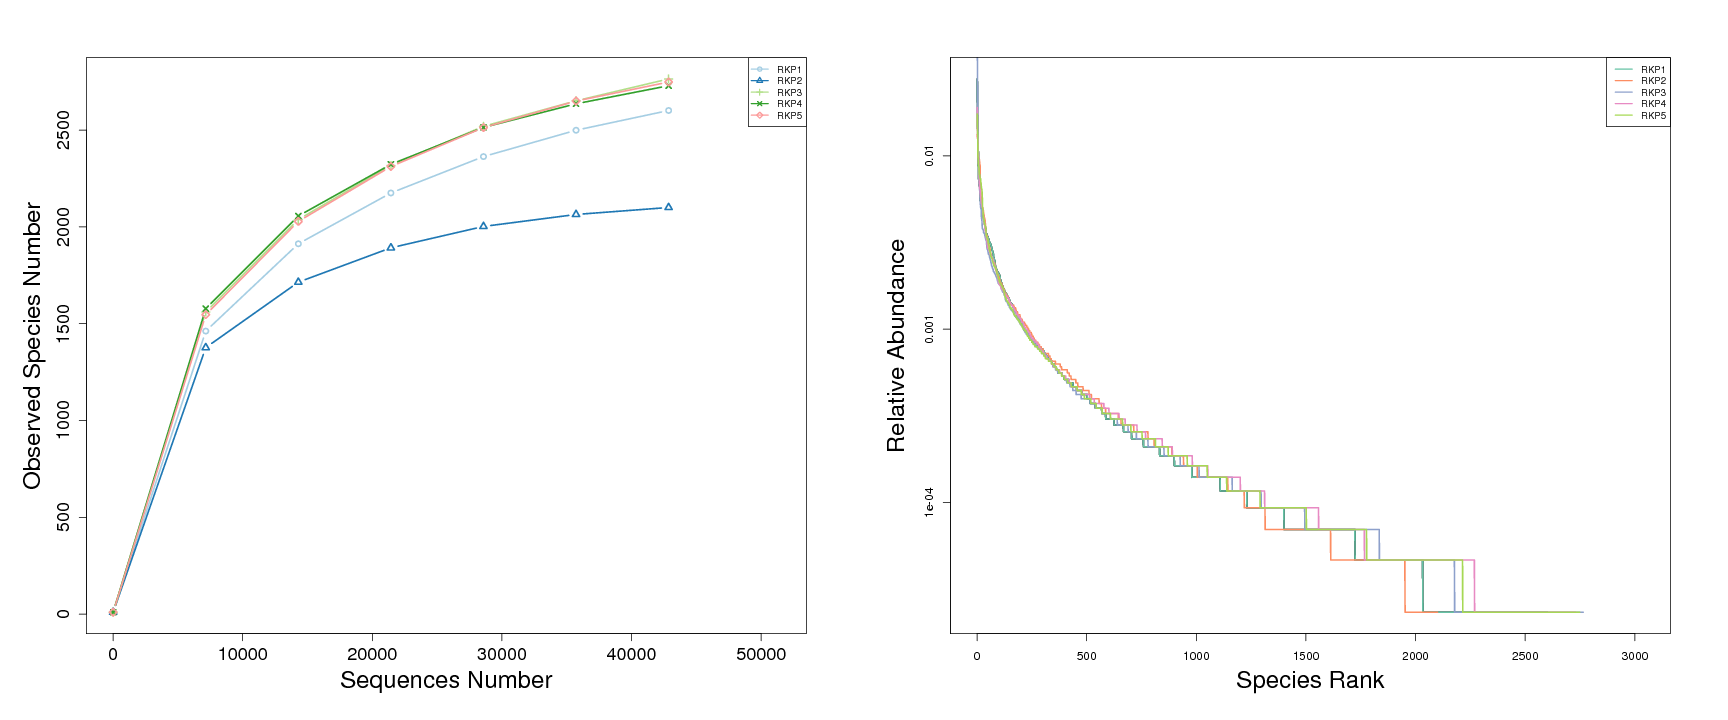 Observed Species Number
2500
2000
1500
1000
500
0
0 10000 20000 30000 40000 50000
Sequences Number
RKP1
RKP2
RKP3
RKP4
RKP5
Relative Abundance
0.01
0.001
1e-04
0 500 1000 1500 2000 2500 3000
Species Rank
RKP1
RKP2
RKP3
RKP4
RKP5